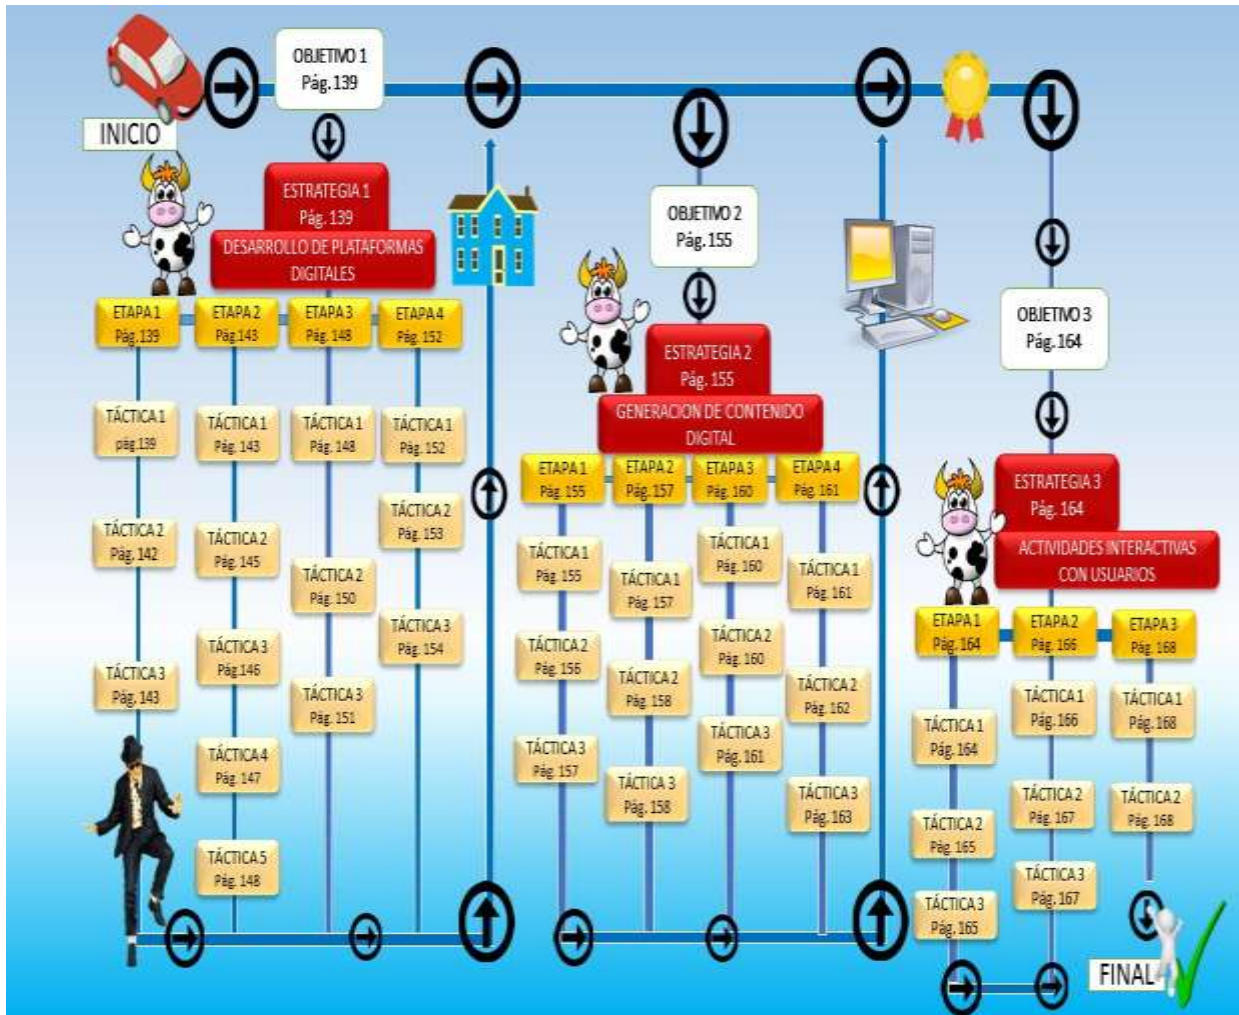 INICIO
OBJETIVO 1
Pág. 139
ESTRATEGIA 1
Pág. 139
DESARROLLO DE PLATAFORMAS
DIGITALES
ETAPA 1
Pág.139
TÁCTICA 1
pág.139
TÁCTICA 2
Pág. 142
TÁCTICA 3
Pág. 143
ETAPA 2
Pág.143
TÁCTICA 1
Pág. 143
TÁCTICA 2
Pág. 145
TÁCTICA 3
Pág.146
TÁCTICA 4
Pág. 147
TÁCTICA 5
Pág. 148
ETAPA 3
Pág. 148
TÁCTICA 1
Pág. 148
TÁCTICA 2
Pág. 150
TÁCTICA 3
Pág. 151
ETAPA 4
Pág. 152
TÁCTICA 1
Pág. 152
TÁCTICA 2
Pág. 153
TÁCTICA 3
Pág. 154
OBJETIVO 2
Pág. 155
ESTRATEGIA 2
Pág. 155
GENERACION DE CONTENIDO
DIGITAL
ETAPA 1
Pág. 155
TÁCTICA 1
Pág. 155
TÁCTICA 2
Pág. 156
TÁCTICA 3
Pág. 157
ETAPA 2
Pág. 157
TÁCTICA 1
Pág. 157
TÁCTICA 2
Pág. 158
TÁCTICA 3
Pág. 158
ETAPA 3
Pág. 160
TÁCTICA 1
Pág. 160
TÁCTICA 2
Pág. 160
TÁCTICA 3
Pág. 161
ETAPA 4
Pág. 161
TÁCTICA 1
Pág. 161
TÁCTICA 2
Pág. 162
TÁCTICA 3
Pág. 163
OBJETIVO 3
Pág. 164
ESTRATEGIA 3
Pág. 164
ACTIVIDADES INTERACTIVAS
CON USUARIOS
ETAPA 1
Pág. 164
TÁCTICA 1
Pág. 164
TÁCTICA 2
Pág. 165
TÁCTICA 3
Pág. 165
ETAPA 2
Pág. 166
TÁCTICA 1
Pág. 166
TÁCTICA 2
Pág. 167
TÁCTICA 3
Pág. 167
ETAPA 3
Pág. 168
TÁCTICA 1
Pág. 168
TÁCTICA 2
Pág. 168
FINAL